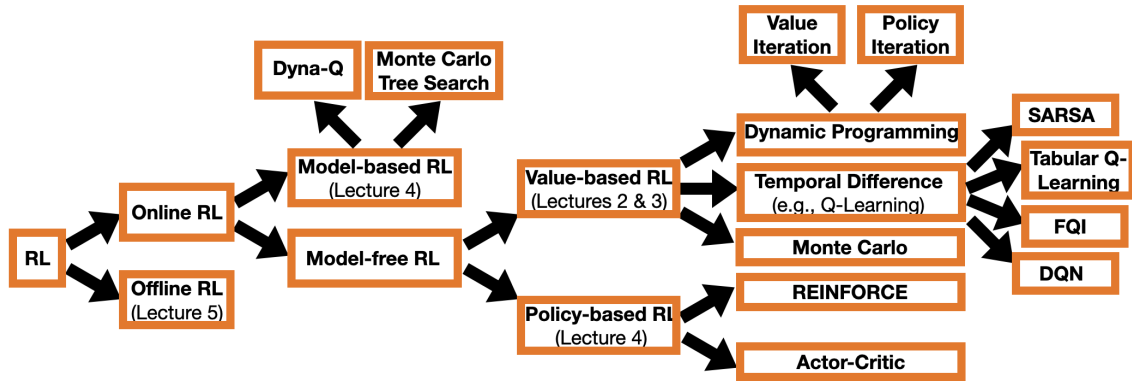 Value
Iteration
Policy
Iteration
Dyna-Q
Monte Carlo
Tree Search
SARSA
Dynamic Programming
Tabular Q-
Learning
Model-based RL
(Lecture 4)
Value-based RL
(Lectures 2 & 3)
Temporal Difference
(e.g., Q-Learning)
Online RL
FQI
Monte Carlo
RL
Model-free RL
DQN
Offline RL
(Lecture 5)
REINFORCE
Policy-based RL
(Lecture 4)
Actor-Critic